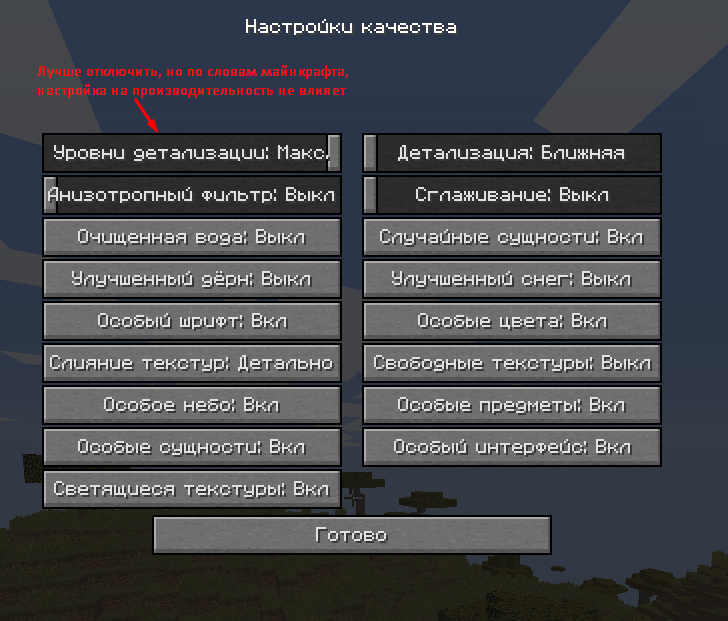 Настройки качества
Лучше отключить, но по словам майнкрафта,
настройка на производительность не влияет
Уровни детализации: Макс.
Детализация: Ближняя
Анизотропный фильтр: Выкл
Сглаживание: Выкл
Очищенная вода: Выкл
Случайные сущности: Вкл
Улучшенный дёрн: Выкл
Улучшенный снег: Выкл
Особый шрифт: Вкл
Особые цвета: Вкл
Слияние текстур: Детально
Свободные текстуры: Выкл
Особое небо: Вкл
Особые предметы: Вкл
Особые сущности: Вкл
Особый интерфейс: Вкл
Светящиеся текстуры: Вкл
Готово